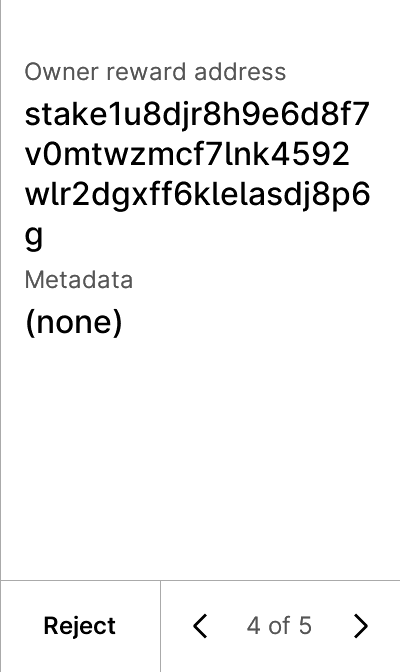 Owner reward address
stake1u8djr8h9e6d8f7
v0mtwzmcf7lnk4592
wlr2dgxff6klelasdj8p6
g
Metadata
(none)
Reject
4 of 5